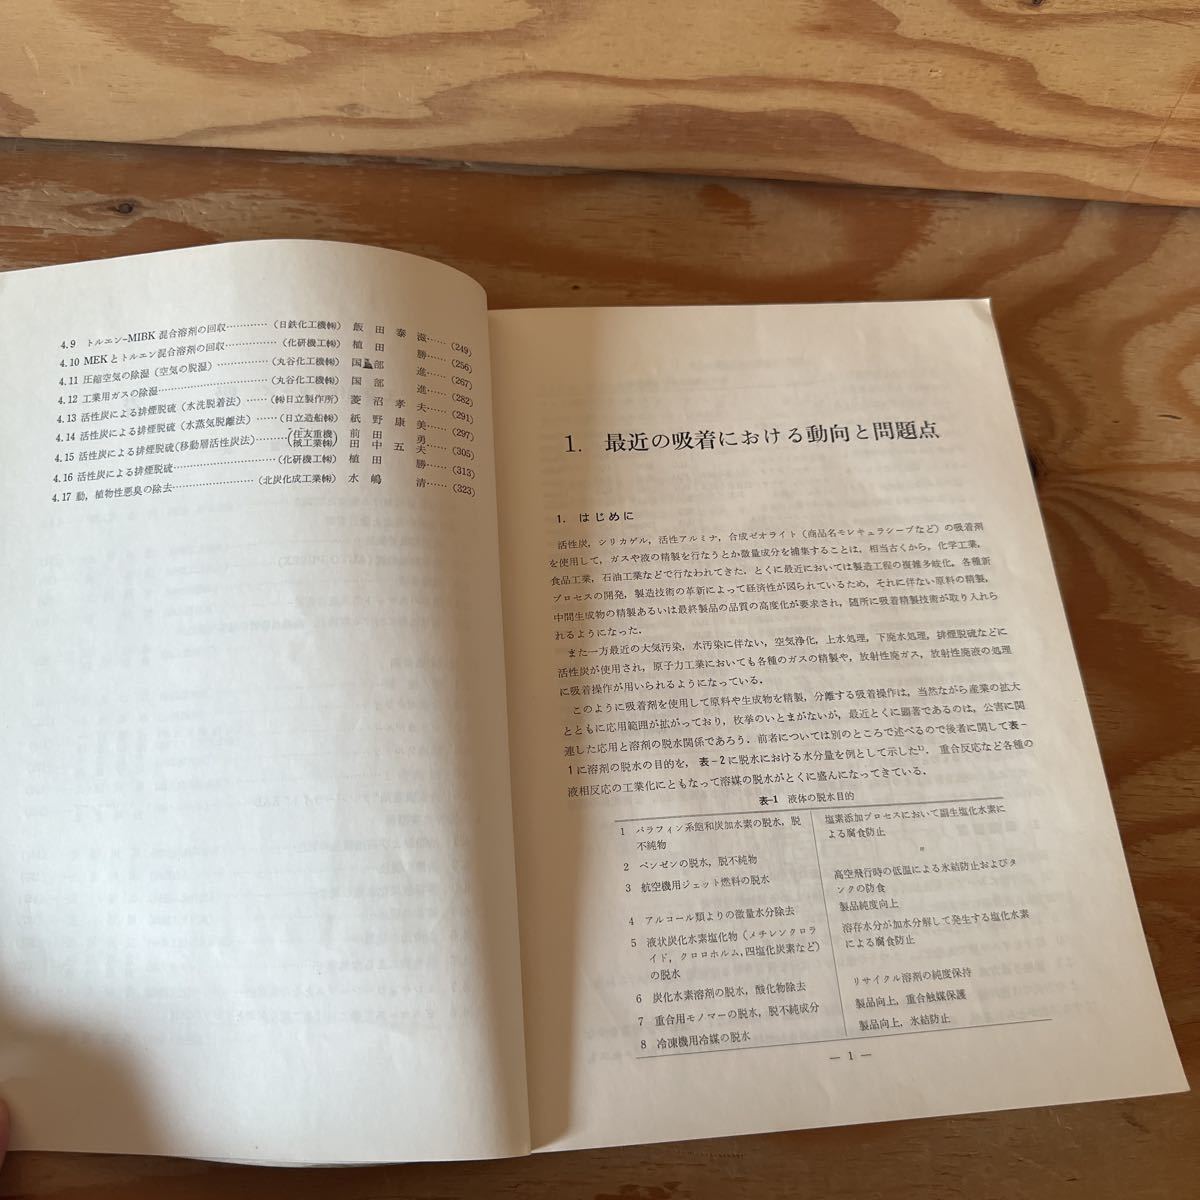 4.9 トルエン-MIBK 混合溶剤の回収…………(日鉄化工機㈱) 飯田泰滋……(249)
4.10 MEKとトルエン混合溶剤の回収…………(化研機工㈱) 植田勝……(256)
4.11 圧縮空気の除湿 (空気の脱湿)…………(丸谷化工機㈱) 国部進……(267)
4.12 工業用ガスの除湿…………(丸谷化工機㈱) 国部進……(282)
4.13 活性炭による排煙脱硫 (水洗脱着法)……(㈱日立製作所) 菱沼孝夫……(291)
4.14 活性炭による排煙脱硫 (水蒸気脱離法)……(日立造船㈱) 紙野康美……(297)
4.15 活性炭による排煙脱硫(移動層活性炭法)………(住友重機械工業㈱) 前田勇 田中五夫……(305)
4.16 活性炭による排煙脱硫…………(化研機工㈱) 植田勝……(313)
4.17 動，植物性悪臭の除去…………(北炭化成工業㈱) 水嶋清……(323)
1. 最近の吸着における動向と問題点
1. はじめに
活性炭，シリカゲル，活性アルミナ，合成ゼオライト (商品名モレキュラシーブなど) の吸着剤
を使用して，ガスや液の精製を行なうとか微量成分を補集することは，相当古くから，化学工業，
食品工業，石油工業などで行なわれてきた．とくに最近においては製造工程の複雑多岐化，各種新
プロセスの開発，製造技術の革新によって経済性が図られているため，それに伴ない原料の精製，
中間生成物の精製あるいは最終製品の品質の高度化が要求され，随所に吸着精製技術が取り入れら
れるようになった．
また一方最近の大気汚染，水汚染に伴ない，空気浄化，上水処理，下廃水処理，排煙脱硫などに
活性炭が使用され，原子力工業においても各種のガスの精製や，放射性廃ガス，放射性廃液の処理
に吸着操作が用いられるようになっている．
このように吸着剤を使用して原料や生成物を精製，分離する吸着操作は，当然ながら産業の拡大
とともに応用範囲が拡がっており，枚挙のいとまがないが，最近とくに顕著であるのは，公害に関
連した応用と溶剤の脱水関係であろう．前者については別のところで述べるので後者に関して表-
1に溶剤の脱水の目的を，表-2に脱水における水分量を例として示した¹⁾．重合反応など各種の
液相反応の工業化にともなって溶媒の脱水がとくに盛んになってきている．
表-1 液体の脱水目的
1 パラフィン系飽和炭加水素の脱水，脱
不純物
塩素添加プロセスにおいて副生塩化水素に
よる腐食防止
2 ベンゼンの脱水，脱不純物
〃
3 航空機用ジェット燃料の脱水
高空飛行時の低温による氷結防止およびタ
ンクの防食
4 アルコール類よりの微量水分除去
製品純度向上
5 液状炭化水素塩化物 (メチレンクロラ
イド，クロロホルム，四塩化炭素など)
の脱水
溶存水分が加水分解して発生する塩化水素
による腐食防止
6 炭化水素溶剤の脱水，酸化物除去
リサイクル溶剤の純度保持
7 重合用モノマーの脱水，脱不純成分
製品向上，重合触媒保護
8 冷凍機用冷媒の脱水
製品向上，氷結防止
— 1 —